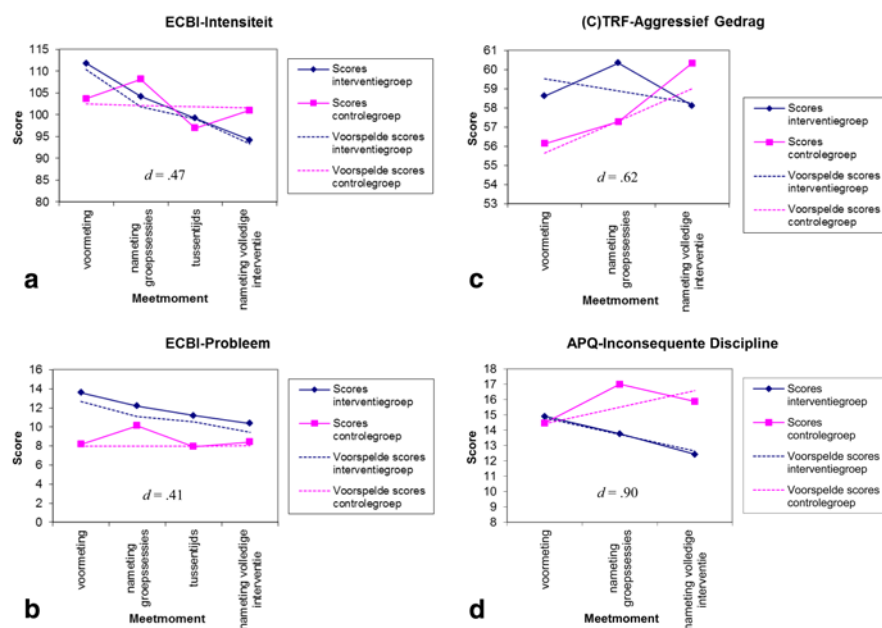 ECBI-Intensiteit
115
110
105
100
95
90
85
80
Score
d = .47
voormeting
nameting
groepssessies
tussentijds
nameting volledige
interventie
Meetmoment
Scores
interventiegroep
Scores
controlegroep
Voorspelde scores
interventiegroep
Voorspelde scores
controlegroep
a
(C)TRF-Aggressief Gedrag
61
60
59
58
57
56
55
54
53
Score
d = .62
voormeting
nameting
groepssessies
nameting volledige
interventie
Meetmoment
Scores
interventiegroep
Scores
controlegroep
Voorspelde scores
interventiegroep
Voorspelde scores
controlegroep
c
ECBI-Probleem
16
14
12
10
8
6
4
2
0
Score
d = .41
voormeting
nameting
groepssessies
tussentijds
nameting volledige
interventie
Meetmoment
Scores
interventiegroep
Scores
controlegroep
Voorspelde scores
interventiegroep
Voorspelde scores
controlegroep
b
APQ-Inconsequente Discipline
18
17
16
15
14
13
12
11
10
9
8
Score
d = .90
voormeting
nameting
groepssessies
nameting volledige
interventie
Meetmoment
Scores
interventiegroep
Scores
controlegroep
Voorspelde scores
interventiegroep
Voorspelde scores
controlegroep
d